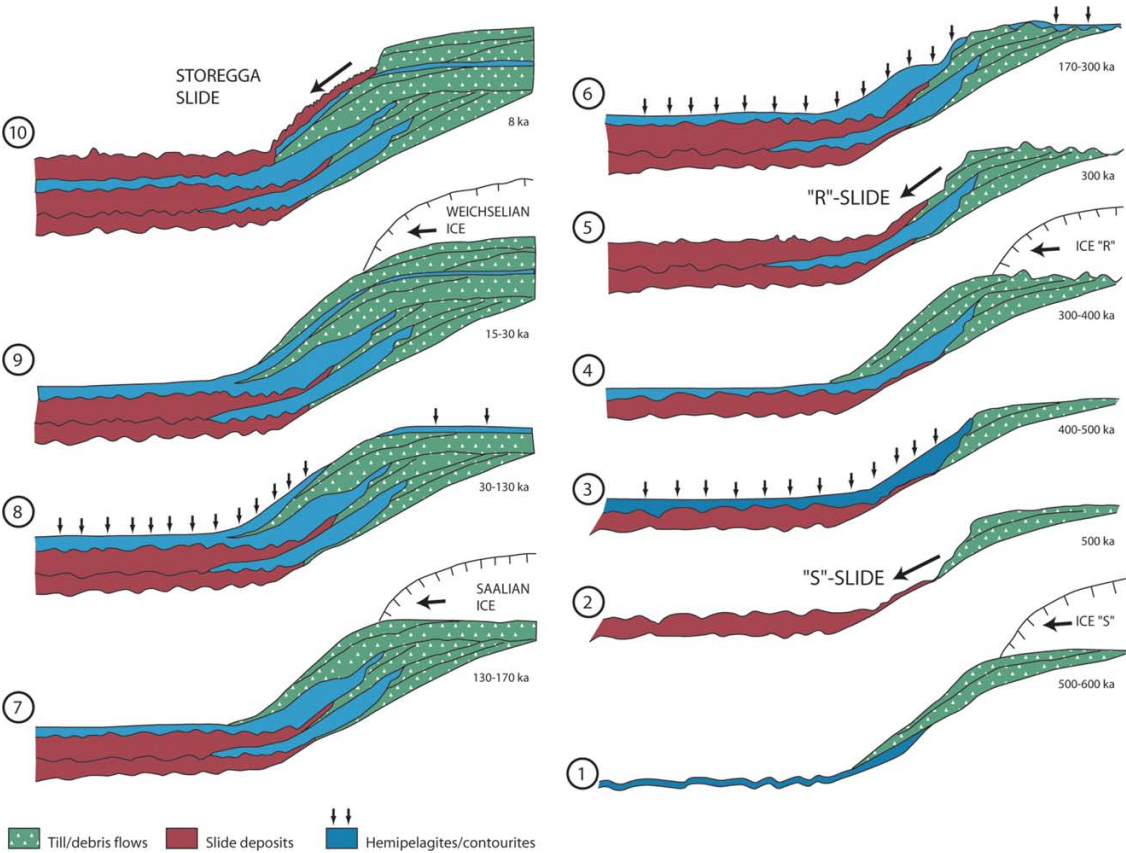 STOREGGA
SLIDE
10
8 ka
WEICHSELIAN
ICE
9
15-30 ka
8
30-130 ka
SAALIAN
ICE
7
130-170 ka
6
170-300 ka
"R"-SLIDE
300 ka
5
ICE "R"
4
300-400 ka
3
400-500 ka
"S"-SLIDE
500 ka
2
ICE "S"
500-600 ka
1
Till/debris flows
Slide deposits
Hemipelagites/contourites